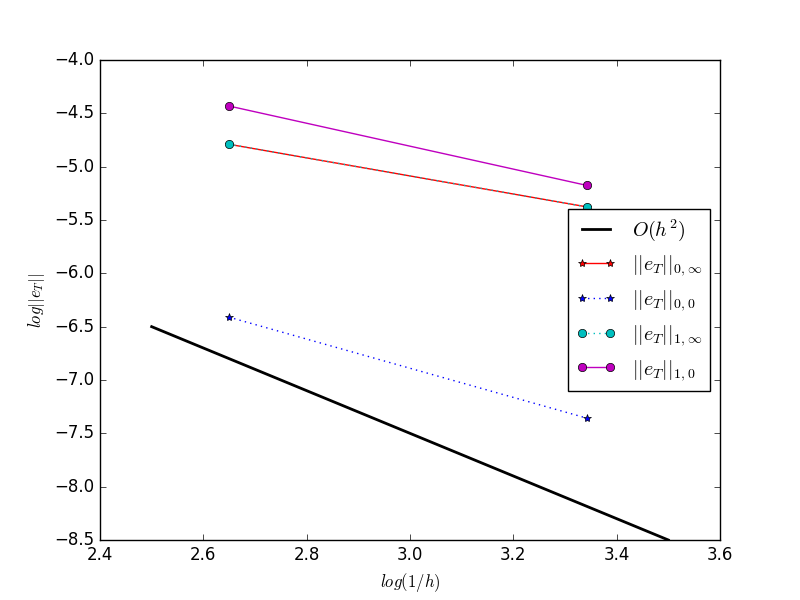 −4.0
−4.5
−5.0
−5.5
−6.0
−6.5
−7.0
−7.5
−8.0
−8.5
log||e_T||
O(h^2)
||e_T||_{0,∞}
||e_T||_{0,0}
||e_T||_{1,∞}
||e_T||_{1,0}
2.4 2.6 2.8 3.0 3.2 3.4 3.6
log(1/h)